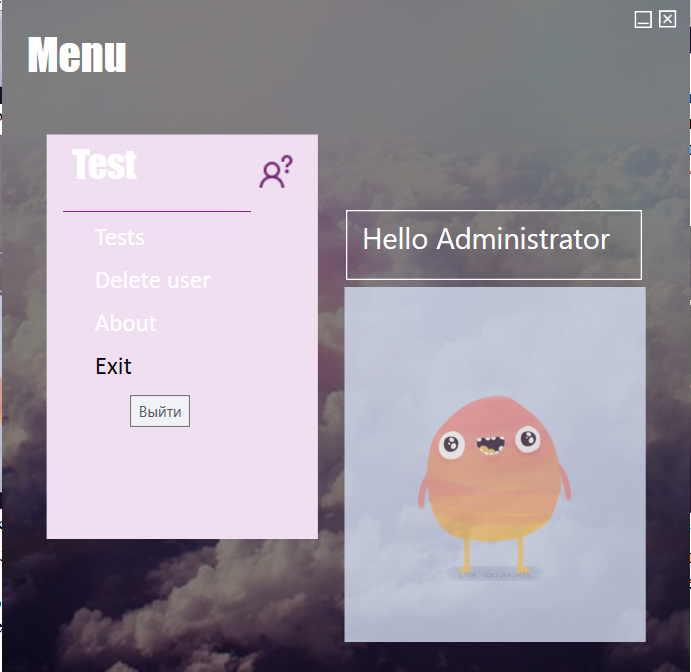 Menu
Test
?
Tests
Delete user
About
Exit
Выйти
Hello Administrator